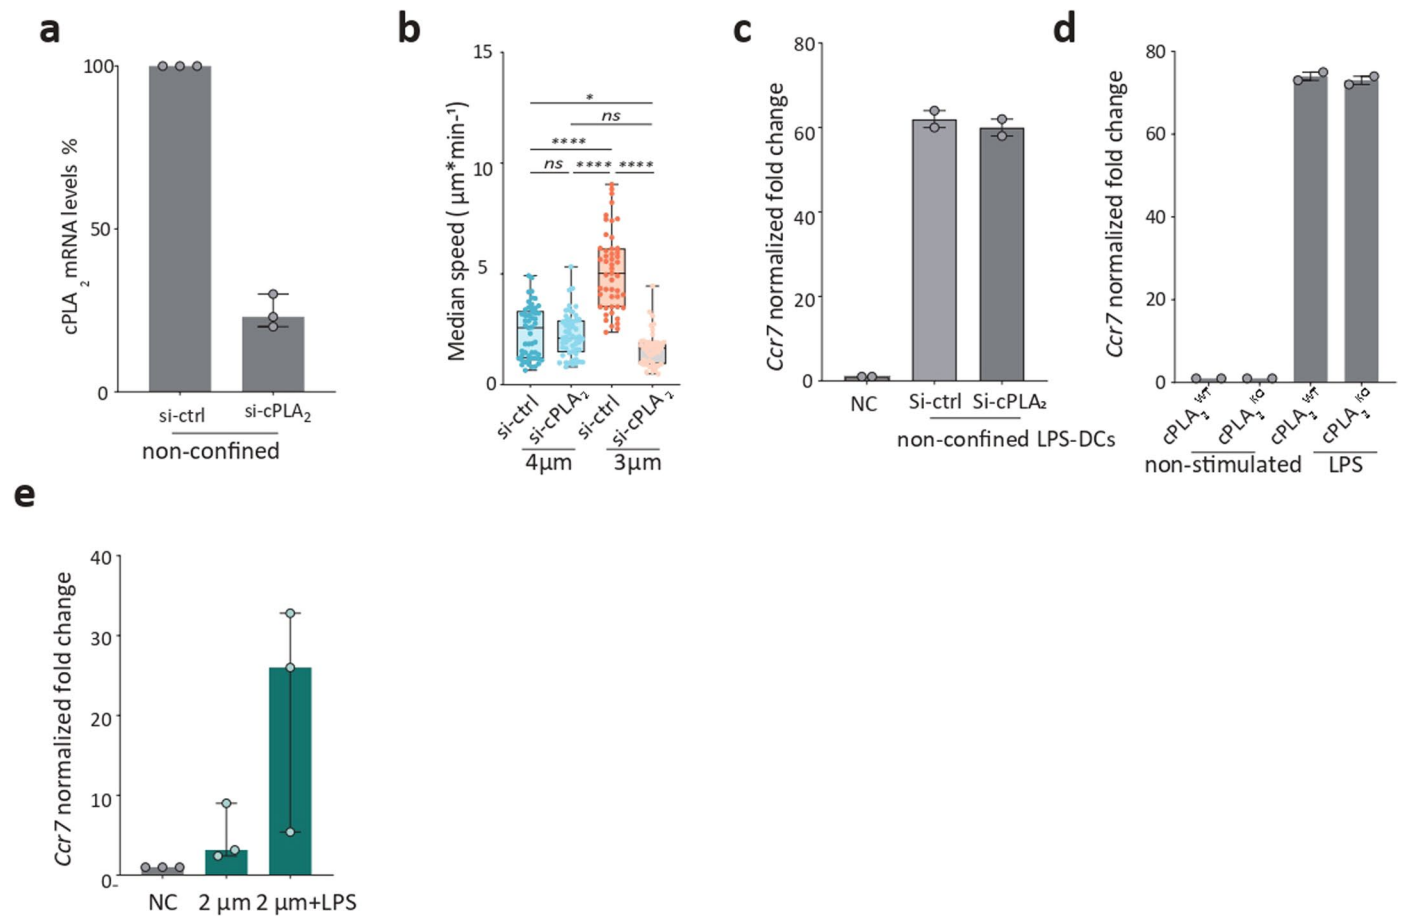 a
cPLA2 mRNA levels %
100
50
0
si-ctrl
si-cPLA2
non-confined
b
Median speed ( µm*min-¹)
15
10
5
0
*
ns
****
ns
****
****
si-ctrl
si-cPLA2
si-ctrl
si-cPLA2
4µm
3µm
c
Ccr7 normalized fold change
80
60
40
20
0
NC
Si-ctrl
Si-cPLA₂
non-confined LPS-DCs
d
Ccr7 normalized fold change
80
60
40
20
0
cPLA₂ᵂᵀ
cPLA₂ᴷᴰ
cPLA₂ᵂᵀ
cPLA₂ᴷᴰ
non-stimulated
LPS
e
Ccr7 normalized fold change
40
30
20
10
0
NC
2 µm
2 µm+LPS